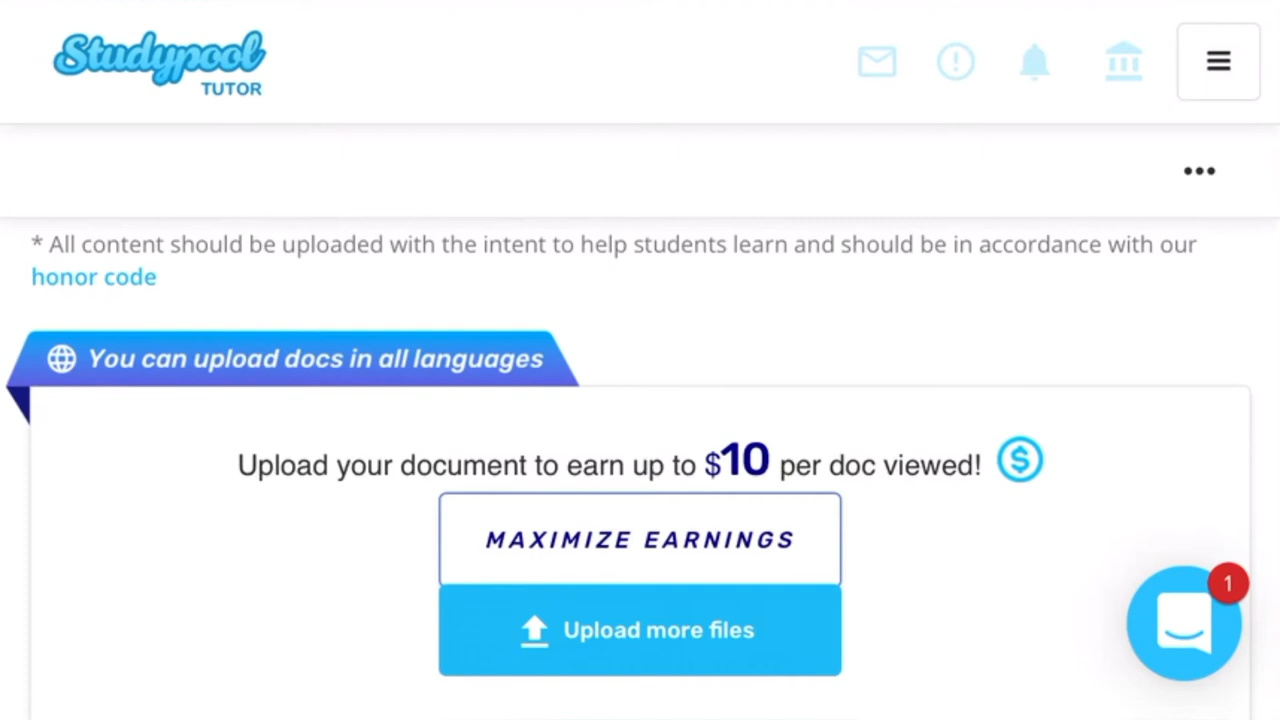 Studypool
TUTOR
* All content should be uploaded with the intent to help students learn and should be in accordance with our
honor code
You can upload docs in all languages
Upload your document to earn up to $10 per doc viewed!
MAXIMIZE EARNINGS
Upload more files
1